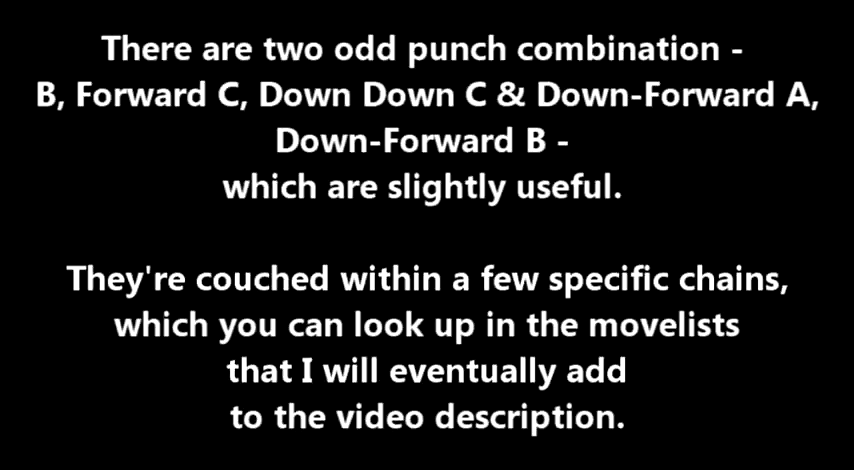 There are two odd punch combination -
B, Forward C, Down Down C & Down-Forward A,
Down-Forward B -
which are slightly useful.
They're couched within a few specific chains,
which you can look up in the movelists
that I will eventually add
to the video description.